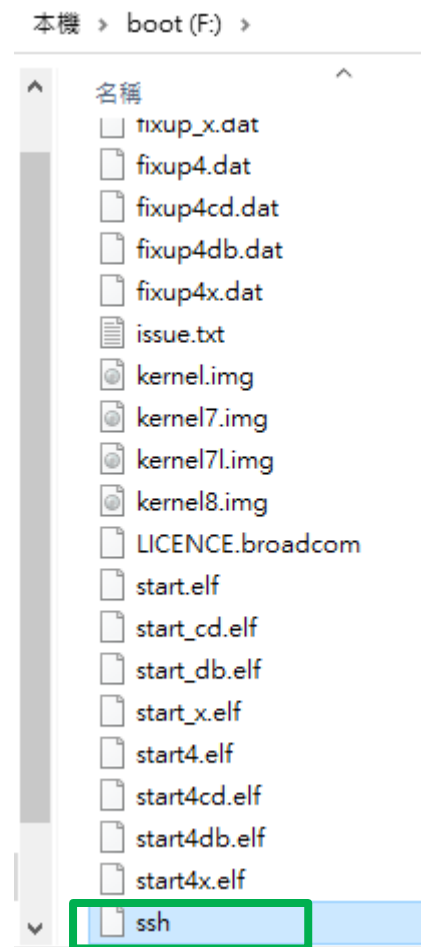 本機 › boot (F:) ›
名稱
fixup_x.dat
fixup4.dat
fixup4cd.dat
fixup4db.dat
fixup4x.dat
issue.txt
kernel.img
kernel7.img
kernel7l.img
kernel8.img
LICENCE.broadcom
start.elf
start_cd.elf
start_db.elf
start_x.elf
start4.elf
start4cd.elf
start4db.elf
start4x.elf
ssh